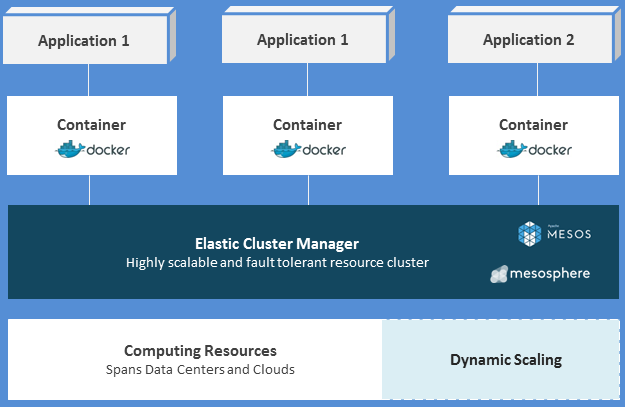 Application 1
Application 1
Application 2
Container
docker
Container
docker
Container
docker
Elastic Cluster Manager
Highly scalable and fault tolerant resource cluster
Apache
MESOS
mesosphere
Computing Resources
Spans Data Centers and Clouds
Dynamic Scaling